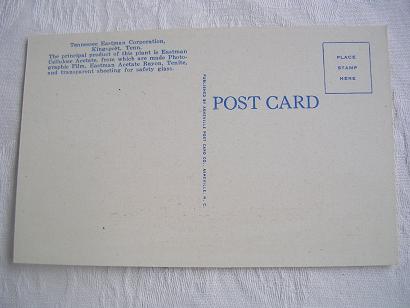 Tennessee Eastman Corporation,
Kingsport, Tenn.
The principal product of this plant is Eastman
Cellulose Acetate, from which are made Photo-
graphic Film, Eastman Acetate Rayon, Tenite,
and transparent sheeting for safety glass.
PUBLISHED BY ASHEVILLE POST CARD CO., ASHEVILLE, N. C.
POST CARD
PLACE
STAMP
HERE